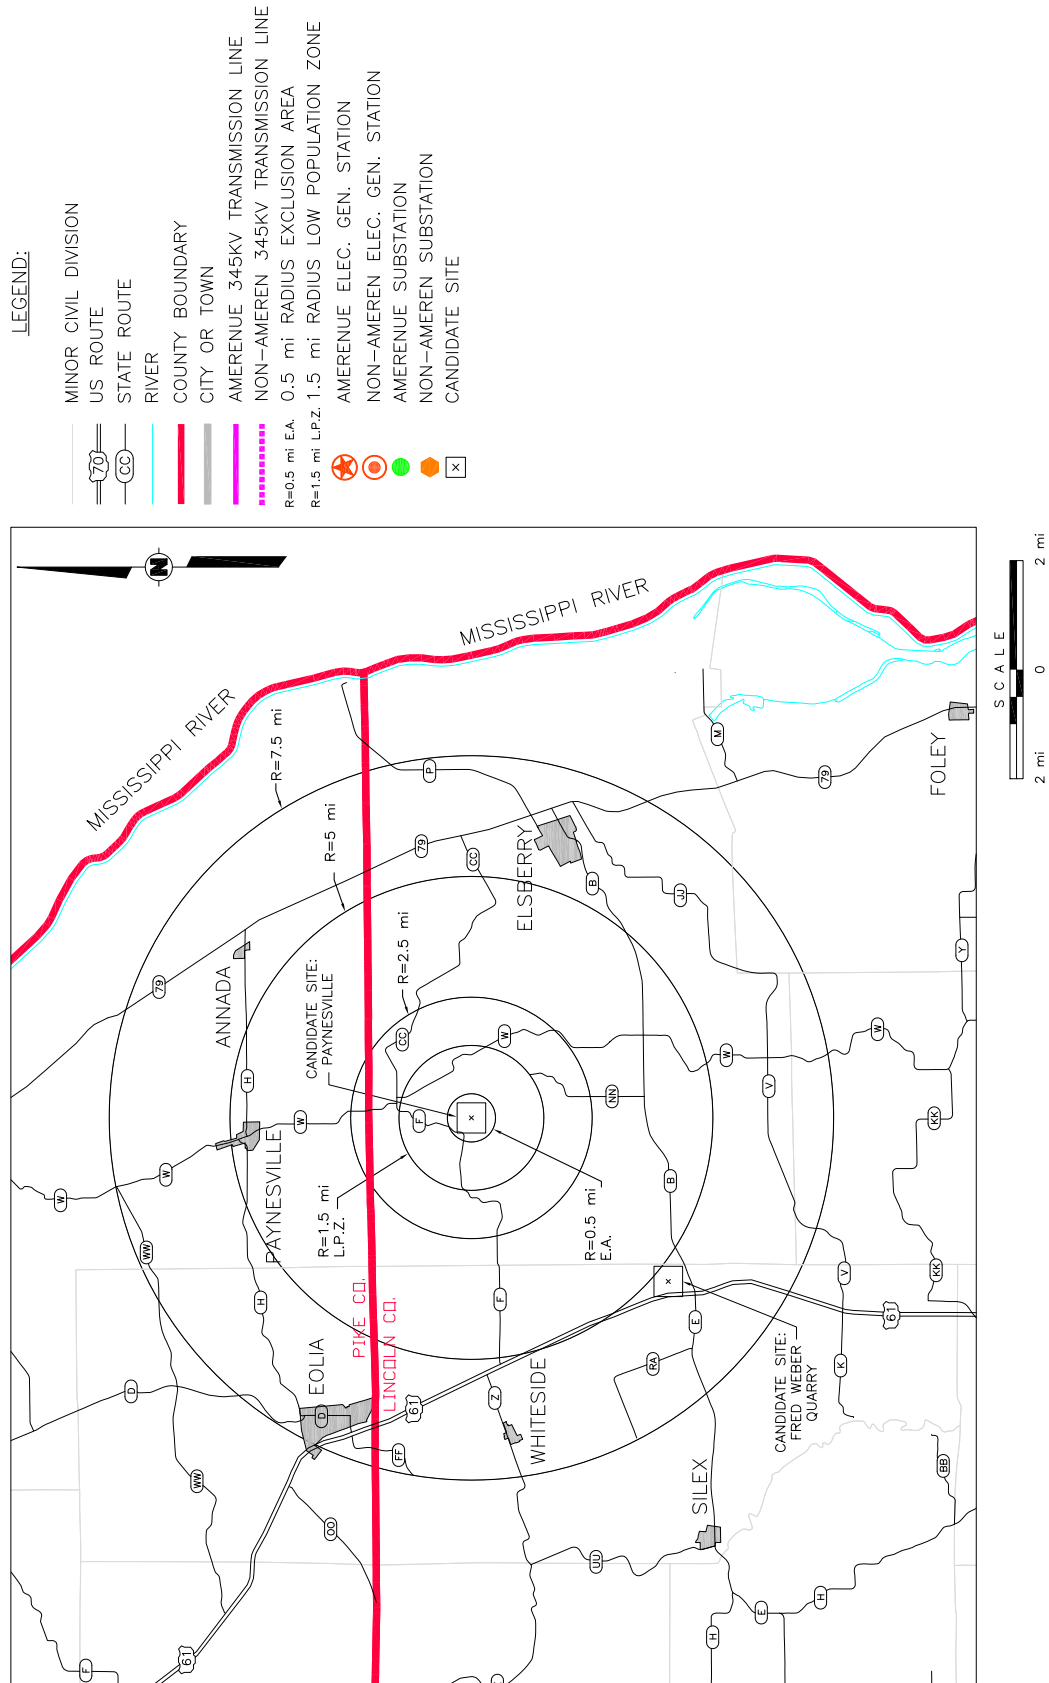 LEGEND:
MINOR CIVIL DIVISION
70 US ROUTE
CC STATE ROUTE
RIVER
COUNTY BOUNDARY
CITY OR TOWN
AMERENUE 345KV TRANSMISSION LINE
NON-AMEREN 345KV TRANSMISSION LINE
R=0.5 mi E.A. 0.5 mi RADIUS EXCLUSION AREA
R=1.5 mi L.P.Z. 1.5 mi RADIUS LOW POPULATION ZONE
AMERENUE ELEC. GEN. STATION
NON-AMEREN ELEC. GEN. STATION
AMERENUE SUBSTATION
NON-AMEREN SUBSTATION
CANDIDATE SITE
N
MISSISSIPPI RIVER
MISSISSIPPI RIVER
R=7.5 mi
R=5 mi
R=2.5 mi
R=1.5 mi
L.P.Z.
R=0.5 mi
E.A.
CANDIDATE SITE:
PAYNESVILLE
CANDIDATE SITE:
FRED WEBER
QUARRY
ANNADA
PAYNESVILLE
EOLIA
ELSBERRY
FOLEY
WHITESIDE
SILEX
PIKE CO.
LINCOLN CO.
79
79
79
P
M
CC
CC
B
B
JJ
H
H
W
W
W
W
W
W
WW
WW
F
F
F
NN
V
V
Y
KK
KK
D
D
61
61
61
FF
Z
RA
E
E
K
BB
OO
UU
H
H
SCALE
2 mi
0
2 mi